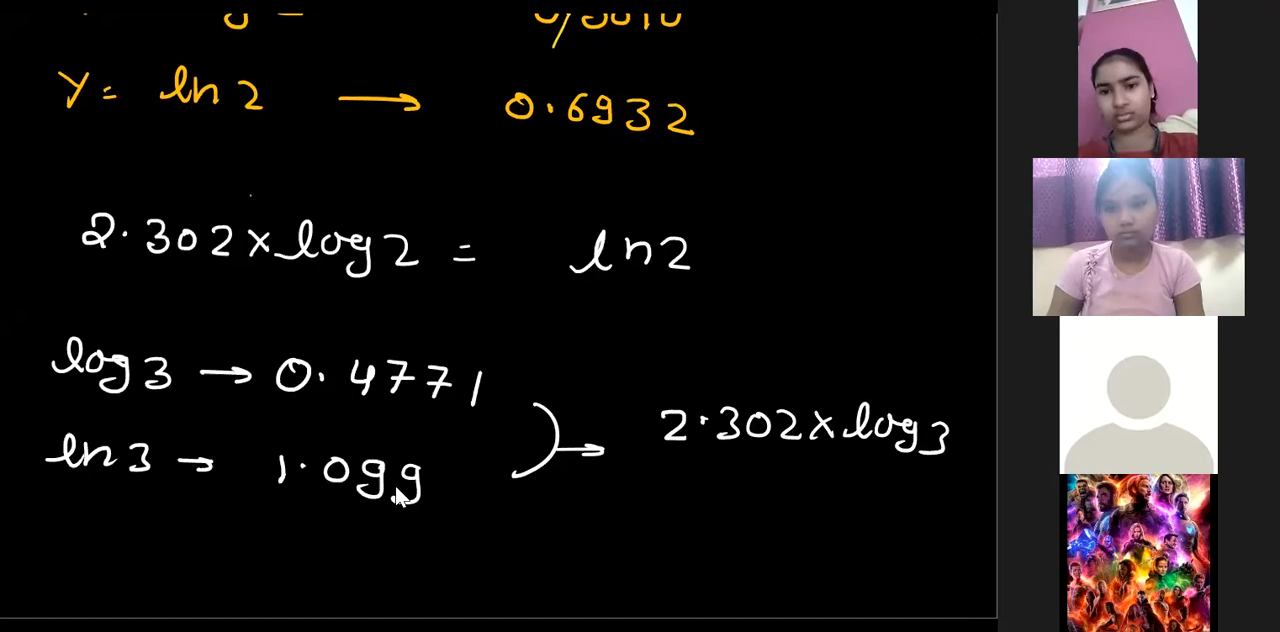 y = ln 2 → 0.6932
2.302 × log 2 = ln 2
log 3 → 0.4771
2.302 × log 3
ln 3 → 1.099